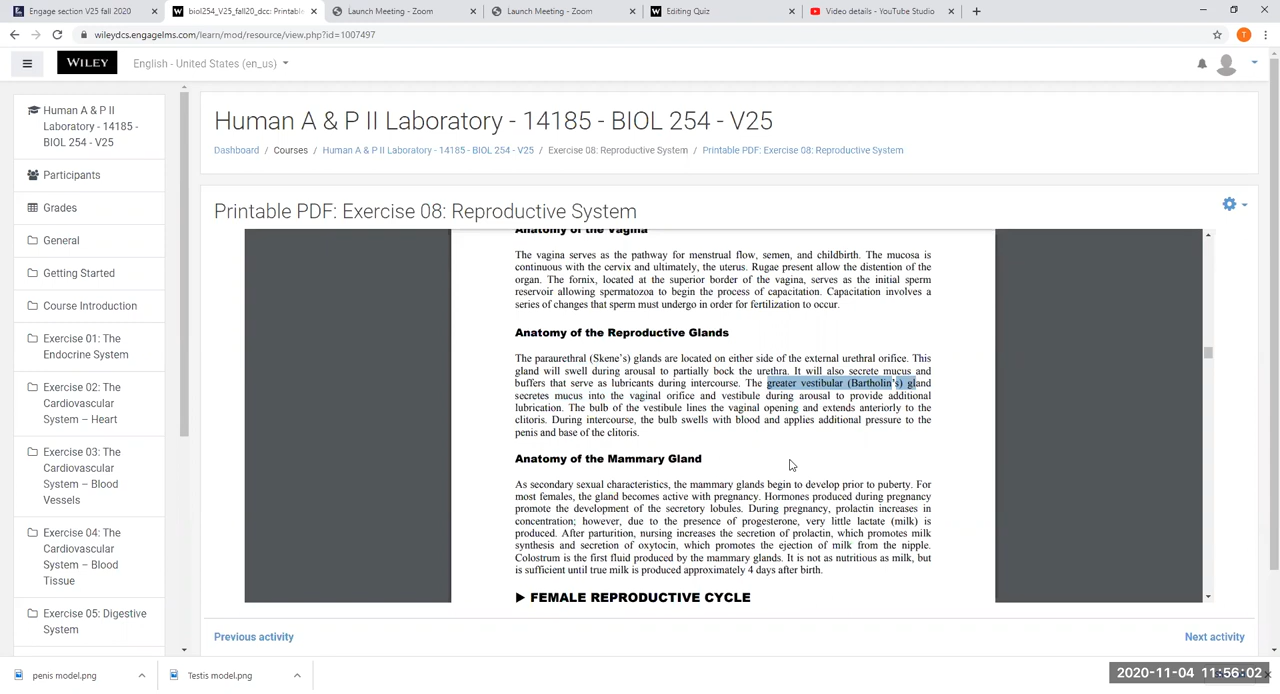 Engage section V25 fall 2020
biol254_V25_fall20_dcc: Printable
Launch Meeting - Zoom
Launch Meeting - Zoom
Editing Quiz
Video details - YouTube Studio
wileydcs.engagelms.com/learn/mod/resource/view.php?id=1007497
T
WILEY
English - United States (en_us)
Human A & P II
Laboratory - 14185 -
BIOL 254 - V25
Participants
Grades
General
Getting Started
Course Introduction
Exercise 01: The
Endocrine System
Exercise 02: The
Cardiovascular
System – Heart
Exercise 03: The
Cardiovascular
System – Blood
Vessels
Exercise 04: The
Cardiovascular
System – Blood
Tissue
Exercise 05: Digestive
System
Human A & P II Laboratory - 14185 - BIOL 254 - V25
Dashboard / Courses / Human A & P II Laboratory - 14185 - BIOL 254 - V25 / Exercise 08: Reproductive System / Printable PDF: Exercise 08: Reproductive System
Printable PDF: Exercise 08: Reproductive System
Anatomy of the Vagina
The vagina serves as the pathway for menstrual flow, semen, and childbirth. The mucosa is
continuous with the cervix and ultimately, the uterus. Rugae present allow the distention of the
organ. The fornix, located at the superior border of the vagina, serves as the initial sperm
reservoir allowing spermatozoa to begin the process of capacitation. Capacitation involves a
series of changes that sperm must undergo in order for fertilization to occur.
Anatomy of the Reproductive Glands
The paraurethral (Skene's) glands are located on either side of the external urethral orifice. This
gland will swell during arousal to partially bock the urethra. It will also secrete mucus and
buffers that serve as lubricants during intercourse. The greater vestibular (Bartholin's) gland
secretes mucus into the vaginal orifice and vestibule during arousal to provide additional
lubrication. The bulb of the vestibule lines the vaginal opening and extends anteriorly to the
clitoris. During intercourse, the bulb swells with blood and applies additional pressure to the
penis and base of the clitoris.
Anatomy of the Mammary Gland
As secondary sexual characteristics, the mammary glands begin to develop prior to puberty. For
most females, the gland becomes active with pregnancy. Hormones produced during pregnancy
promote the development of the secretory lobules. During pregnancy, prolactin increases in
concentration; however, due to the presence of progesterone, very little lactate (milk) is
produced. After parturition, nursing increases the secretion of prolactin, which promotes milk
synthesis and secretion of oxytocin, which promotes the ejection of milk from the nipple.
Colostrum is the first fluid produced by the mammary glands. It is not as nutritious as milk, but
is sufficient until true milk is produced approximately 4 days after birth.
FEMALE REPRODUCTIVE CYCLE
Previous activity
Next activity
penis model.png
Testis model.png
2020-11-04 11:56:02